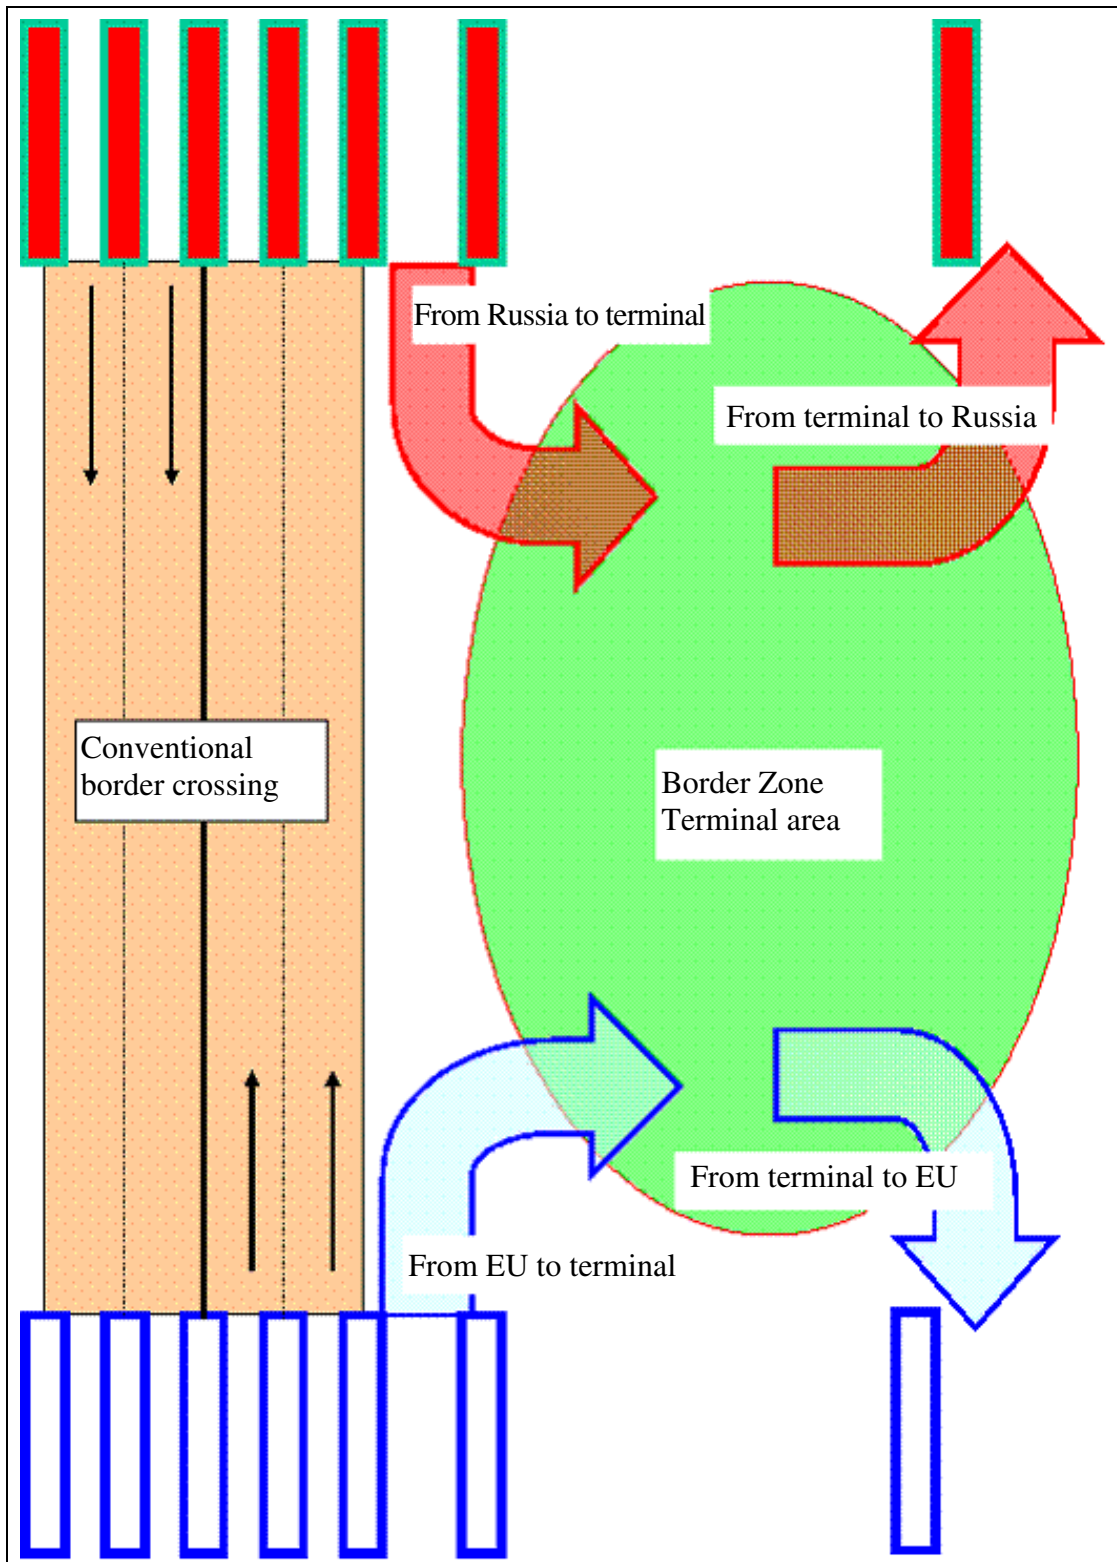 From Russia to terminal
From terminal to Russia
Conventional
border crossing
Border Zone
Terminal area
From terminal to EU
From EU to terminal